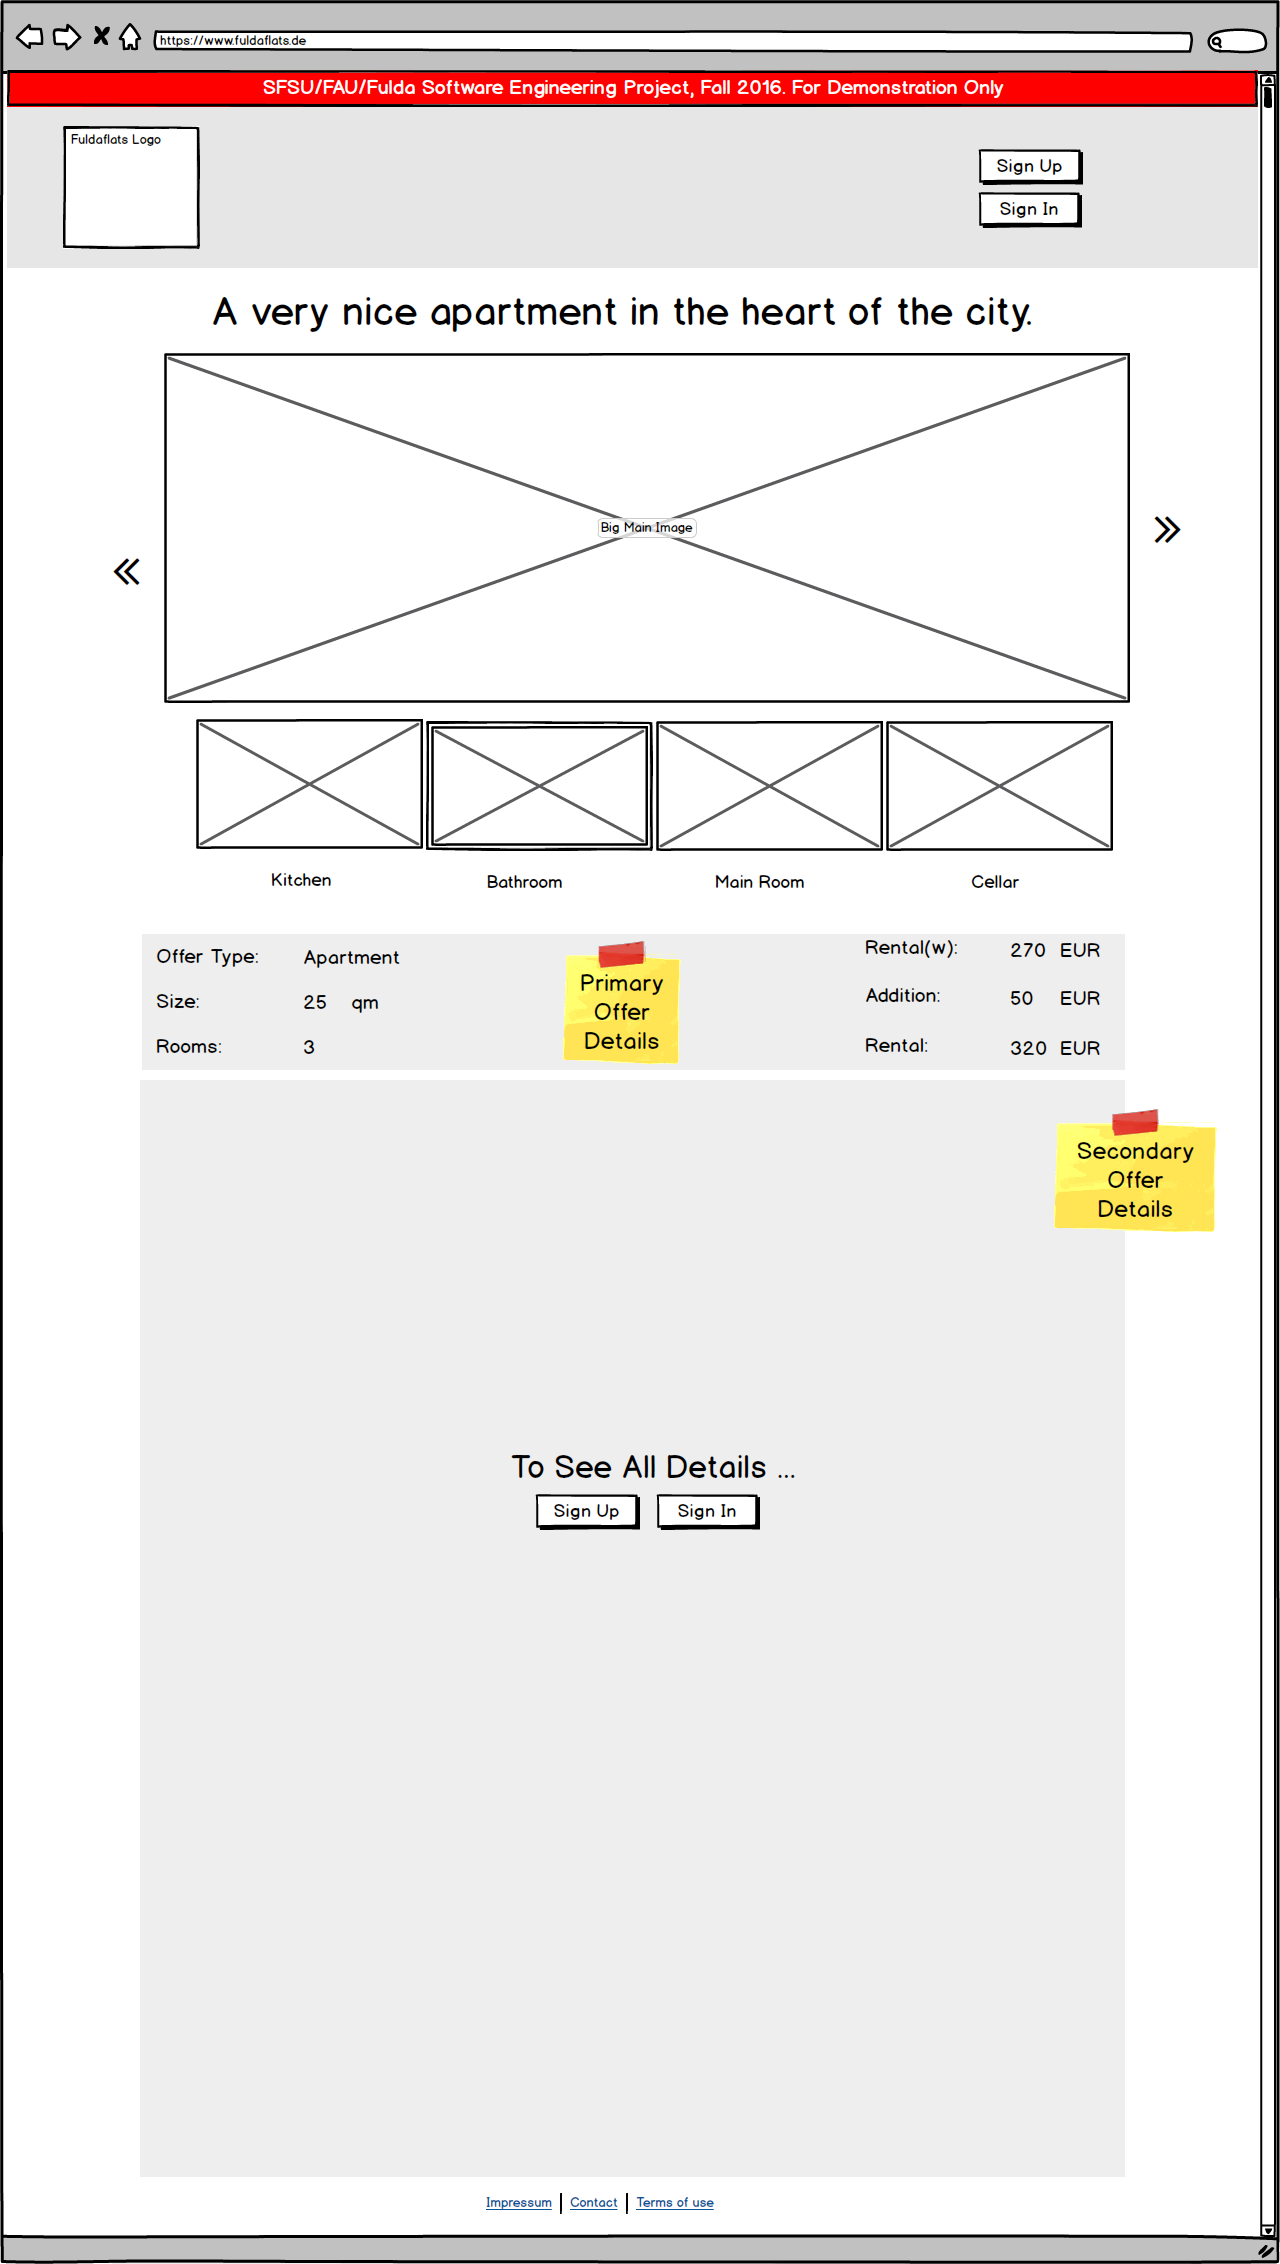 https://www.fuldaflats.de
SFSU/FAU/Fulda Software Engineering Project, Fall 2016. For Demonstration Only
Fuldaflats Logo
Sign Up
Sign In
A very nice apartment in the heart of the city.
Big Main Image
Kitchen
Bathroom
Main Room
Cellar
Offer Type: Apartment
Size: 25 qm
Rooms: 3
Primary
Offer
Details
Rental(w): 270 EUR
Addition: 50 EUR
Rental: 320 EUR
Secondary
Offer
Details
To See All Details ...
Sign Up
Sign In
Impressum
Contact
Terms of use